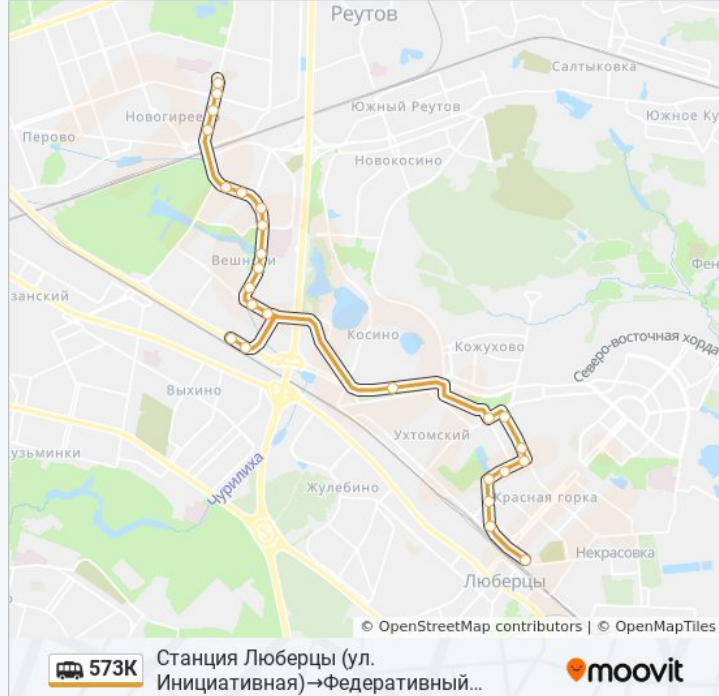 Реутов
Салтыковка
Новогиреево
Южный Реутов
Южное Ку
Перово
Новокосино
Вешняки
Фен
занский
Косино
Кожухово
Северо-восточная хорда
Выхино
Ухтомский
узьминки
Чурилиха
Жулебино
Красная горка
Некрасовка
Люберцы
© OpenStreetMap contributors | © OpenMapTiles
573К
Станция Люберцы (ул.
Инициативная)→Федеративный...
moovit